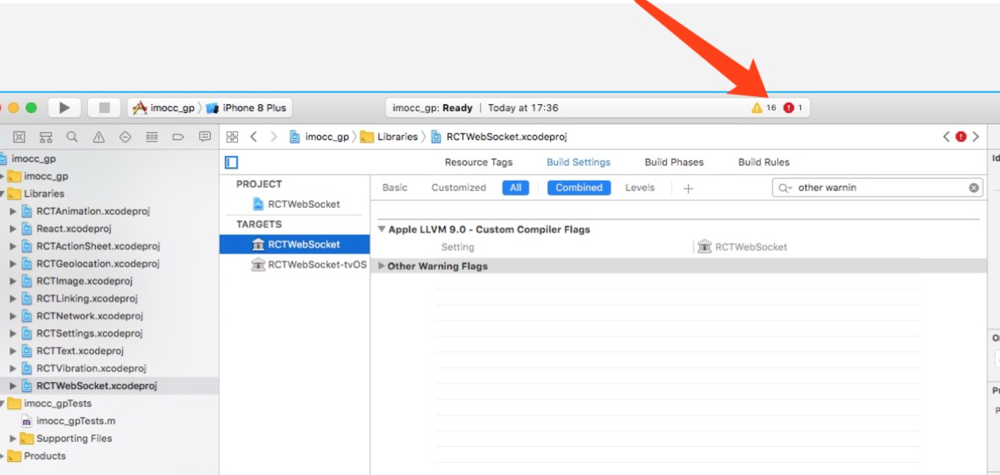 imocc_gp iPhone 8 Plus
imocc_gp: Ready | Today at 17:36
16 1
imocc_gp Libraries RCTWebSocket.xcodeproj
imocc_gp
imocc_gp
Libraries
RCTAnimation.xcodeproj
React.xcodeproj
RCTActionSheet.xcodeproj
RCTGeolocation.xcodeproj
RCTImage.xcodeproj
RCTLinking.xcodeproj
RCTNetwork.xcodeproj
RCTSettings.xcodeproj
RCTText.xcodeproj
RCTVibration.xcodeproj
RCTWebSocket.xcodeproj
imocc_gpTests
imocc_gpTests.m
Supporting Files
Products
Resource Tags Build Settings Build Phases Build Rules
PROJECT
RCTWebSocket
TARGETS
RCTWebSocket
RCTWebSocket-tvOS
Basic Customized All Combined Levels + other warnin
Apple LLVM 9.0 - Custom Compiler Flags
Setting RCTWebSocket
Other Warning Flags